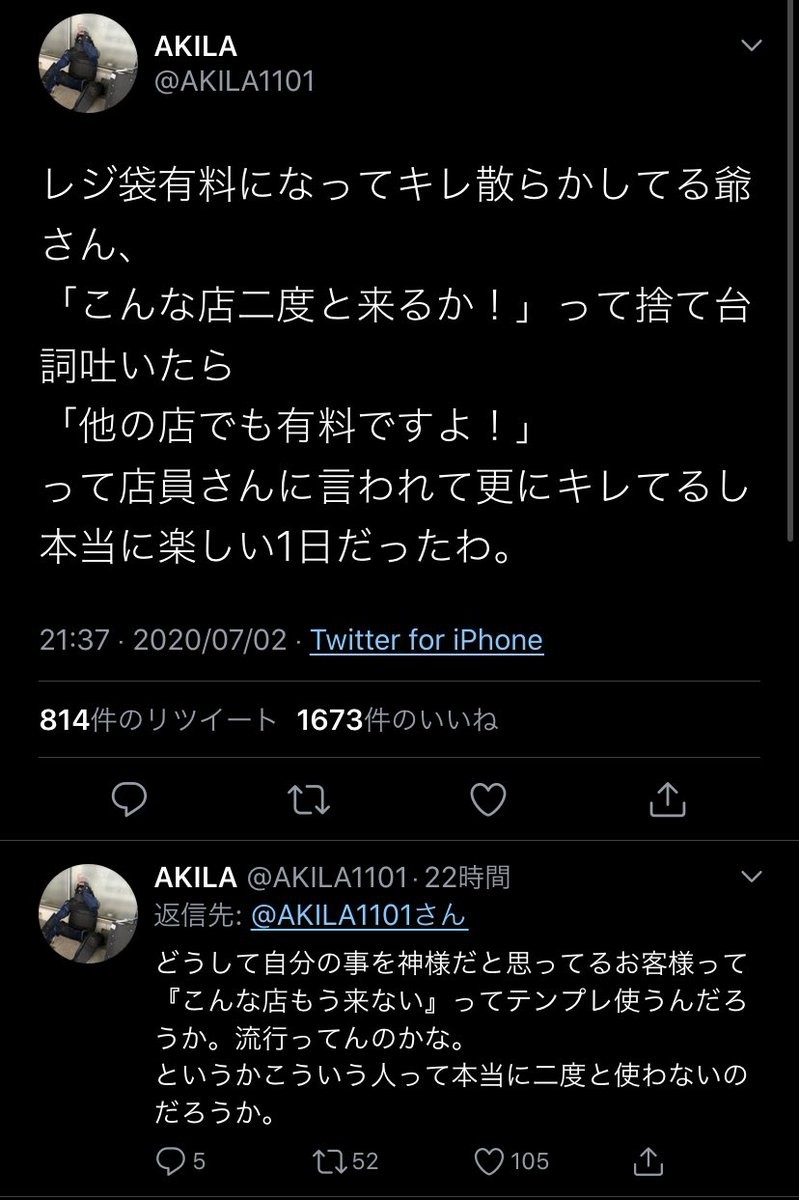 AKILA
@AKILA1101
レジ袋有料になってキレ散らかしてる爺
さん、
「こんな店二度と来るか！」って捨て台
詞吐いたら
「他の店でも有料ですよ！」
って店員さんに言われて更にキレてるし
本当に楽しい1日だったわ。
21:37 · 2020/07/02 · Twitter for iPhone
814件のリツイート 1673件のいいね
AKILA @AKILA1101 · 22時間
返信先: @AKILA1101さん
どうして自分の事を神様だと思ってるお客様って
『こんな店もう来ない』ってテンプレ使うんだろ
うか。流行ってんのかな。
というかこういう人って本当に二度と使わないの
だろうか。
5 52 105